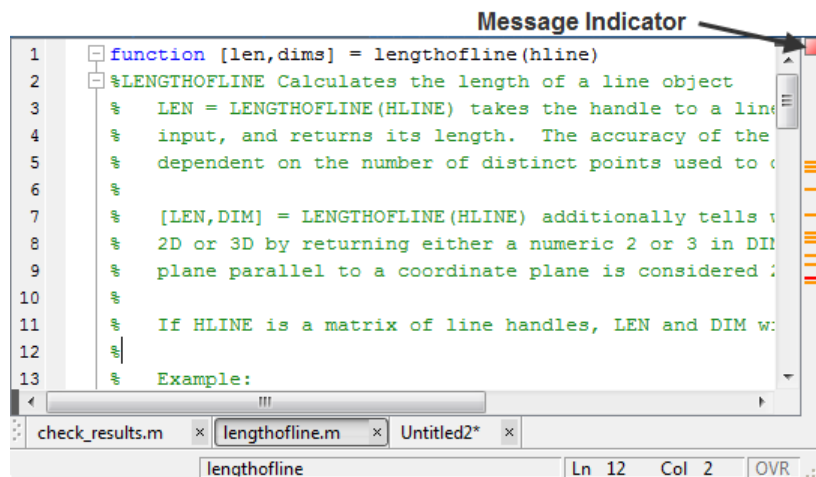 Message Indicator
1 function [len,dims] = lengthofline(hline)
2 %LENGTHOFLINE Calculates the length of a line object
3 % LEN = LENGTHOFLINE(HLINE) takes the handle to a line
4 % input, and returns its length. The accuracy of the
5 % dependent on the number of distinct points used to
6 %
7 % [LEN,DIM] = LENGTHOFLINE(HLINE) additionally tells
8 % 2D or 3D by returning either a numeric 2 or 3 in
9 % plane parallel to a coordinate plane is considered
10 %
11 % If HLINE is a matrix of line handles, LEN and DIM
12 %
13 % Example:
check_results.m × lengthofline.m × Untitled2* ×
lengthofline Ln 12 Col 2 OVR